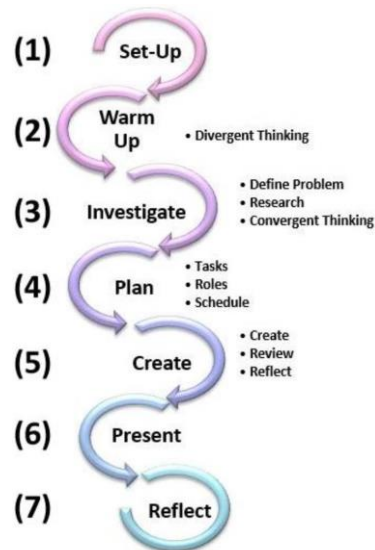 (1) Set-Up
(2) Warm
Up
• Divergent Thinking
(3) Investigate
• Define Problem
• Research
• Convergent Thinking
(4) Plan
• Tasks
• Roles
• Schedule
(5) Create
• Create
• Review
• Reflect
(6) Present
(7) Reflect